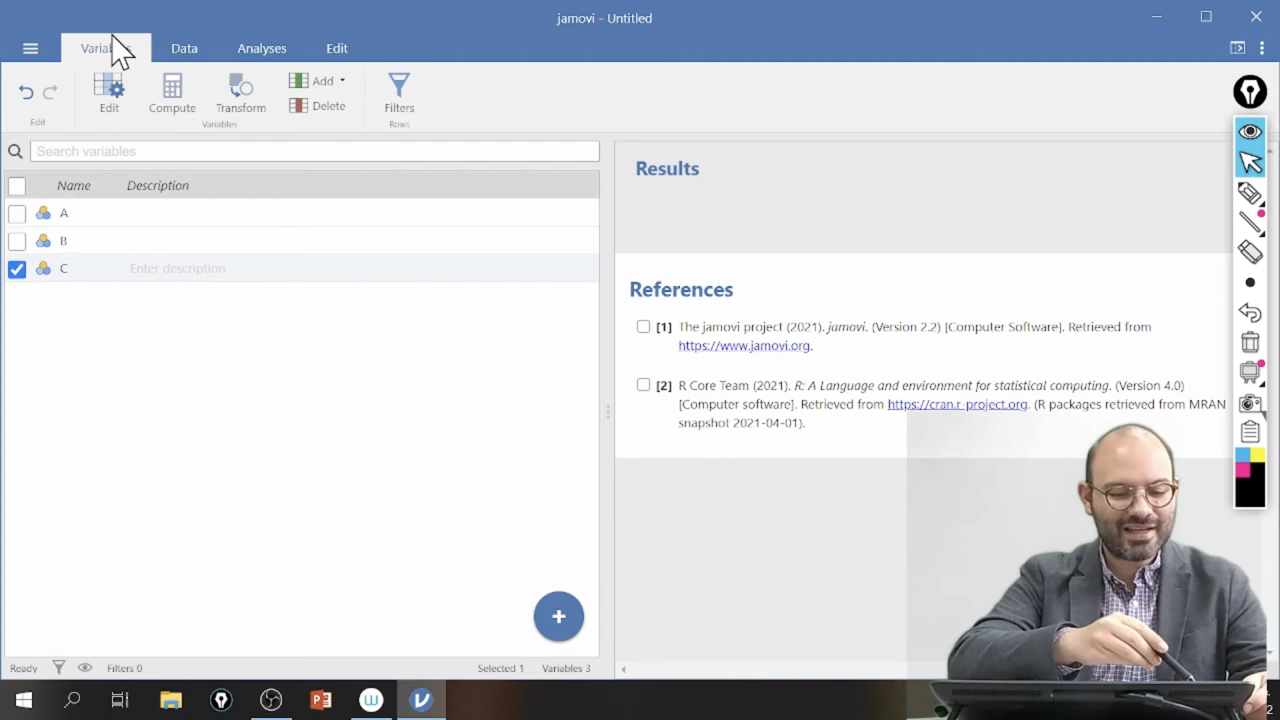 jamovi – Untitled
Data Analyses Edit
Edit Compute Transform Add Delete Filters
Edit Variables Rows
Search variables
Name Description
A
B
C Enter description
Ready Filters 0 Selected 1 Variables 3
Results
References
[1] The jamovi project (2021). jamovi. (Version 2.2) [Computer Software]. Retrieved from
https://www.jamovi.org.
[2] R Core Team (2021). R: A Language and environment for statistical computing. (Version 4.0)
[Computer software]. Retrieved from https://cran.r-project.org. (R packages retrieved from MRAN
snapshot 2021-04-01).